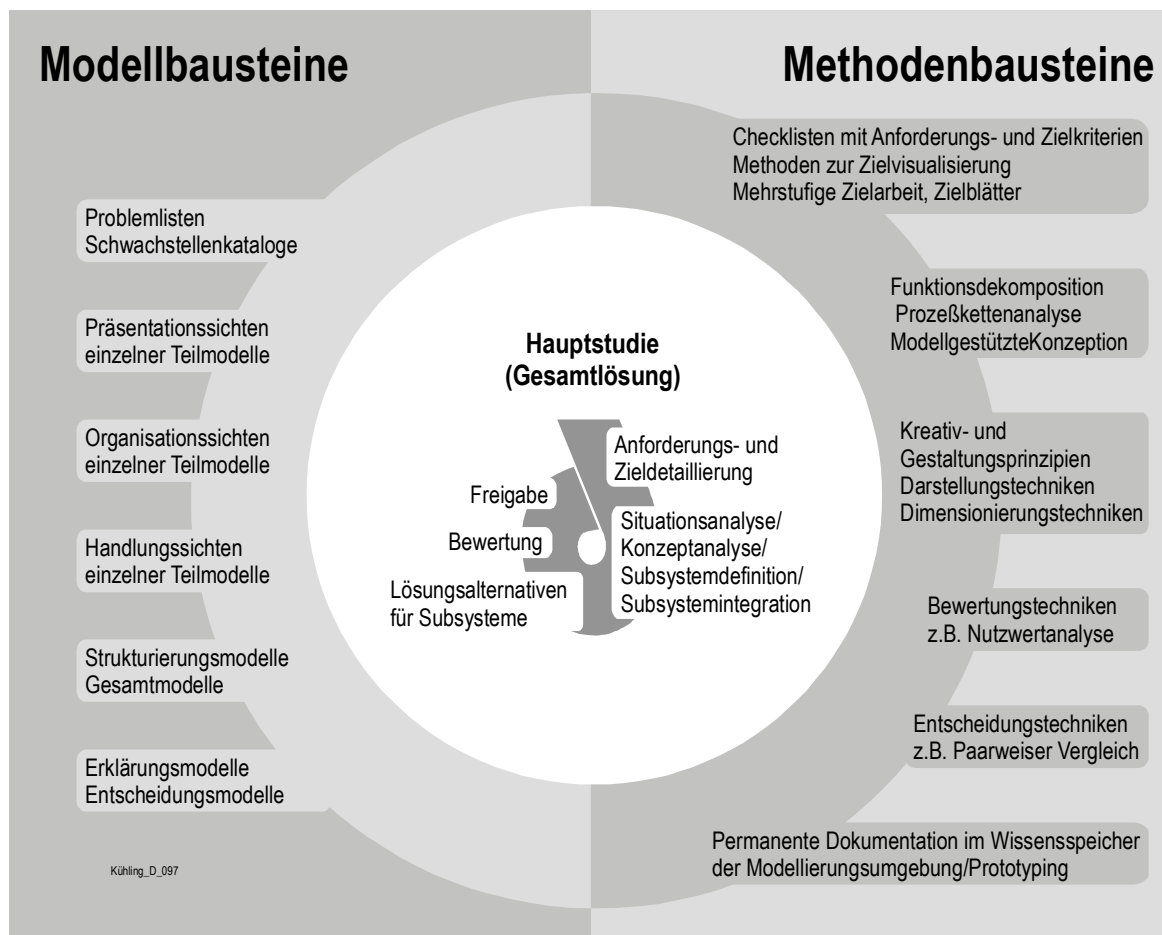 Modellbausteine
Methodenbausteine
Problemlisten
Schwachstellenkataloge
Präsentationssichten
einzelner Teilmodelle
Organisationssichten
einzelner Teilmodelle
Handlungssichten
einzelner Teilmodelle
Strukturierungsmodelle
Gesamtmodelle
Erklärungsmodelle
Entscheidungsmodelle
Kühling_D_097
Hauptstudie
(Gesamtlösung)
Anforderungs- und
Zieldetaillierung
Situationsanalyse/
Konzeptanalyse/
Subsystemdefinition/
Subsystemintegration
Lösungsalternativen
für Subsysteme
Bewertung
Freigabe
Checklisten mit Anforderungs- und Zielkriterien
Methoden zur Zielvisualisierung
Mehrstufige Zielarbeit, Zielblätter
Funktionsdekomposition
Prozeßkettenanalyse
ModellgestützteKonzeption
Kreativ- und
Gestaltungsprinzipien
Darstellungstechniken
Dimensionierungstechniken
Bewertungstechniken
z.B. Nutzwertanalyse
Entscheidungstechniken
z.B. Paarweiser Vergleich
Permanente Dokumentation im Wissensspeicher
der Modellierungsumgebung/Prototyping